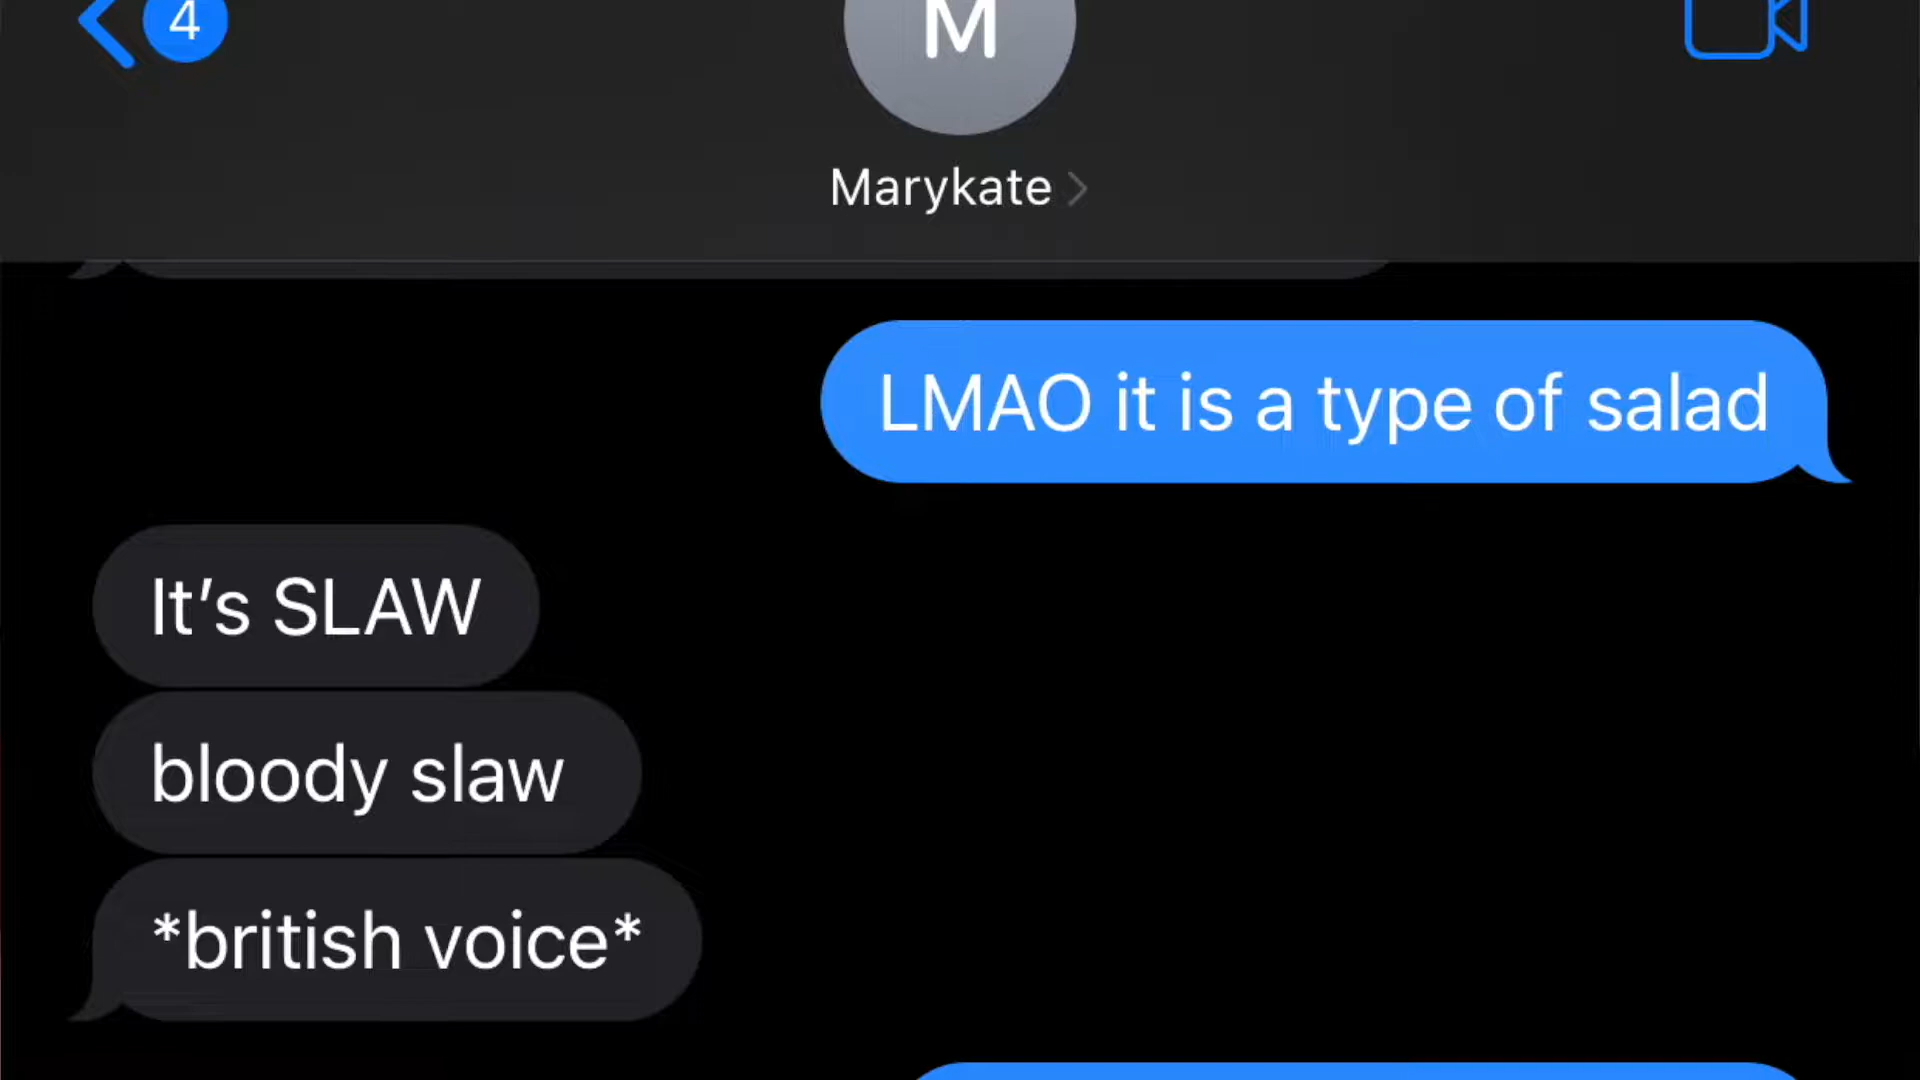 4
M
Marykate
LMAO it is a type of salad
It’s SLAW
bloody slaw
*british voice*